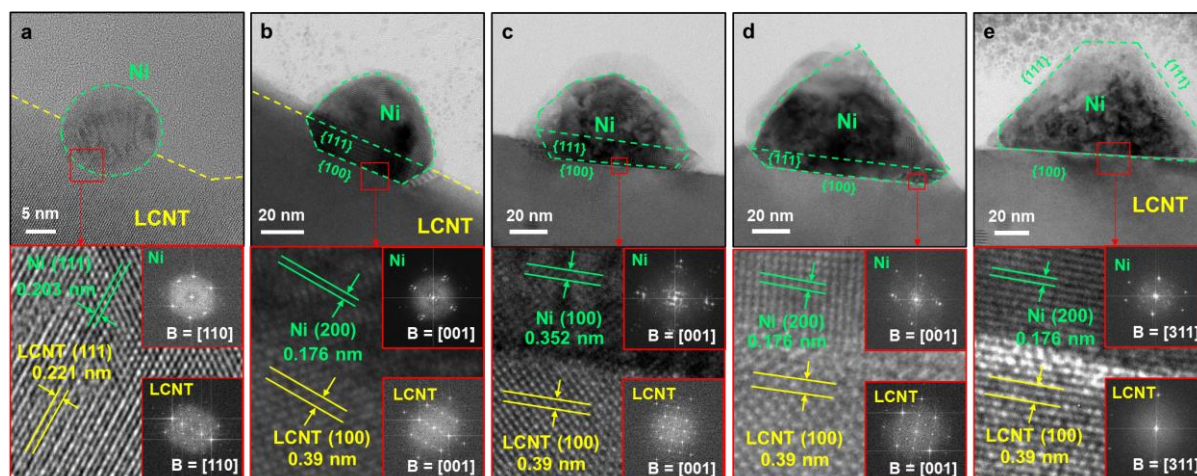 a
Ni
5 nm
LCNT
b
Ni
{111}
{100}
20 nm
LCNT
c
Ni
{111}
{100}
20 nm
d
Ni
{111}
{100}
20 nm
e
{111}
{111}
Ni
{100}
20 nm
LCNT
Ni (111)
0.203 nm
LCNT (111)
0.221 nm
Ni
B = [110]
LCNT
B = [110]
Ni (200)
0.176 nm
LCNT (100)
0.39 nm
Ni
B = [001]
LCNT
B = [001]
Ni (100)
0.352 nm
LCNT (100)
0.39 nm
Ni
B = [001]
LCNT
B = [001]
Ni (200)
0.176 nm
LCNT (100)
0.39 nm
Ni
B = [001]
LCNT
B = [001]
Ni (200)
0.176 nm
LCNT (100)
0.39 nm
Ni
B = [311]
LCNT
B = [311]